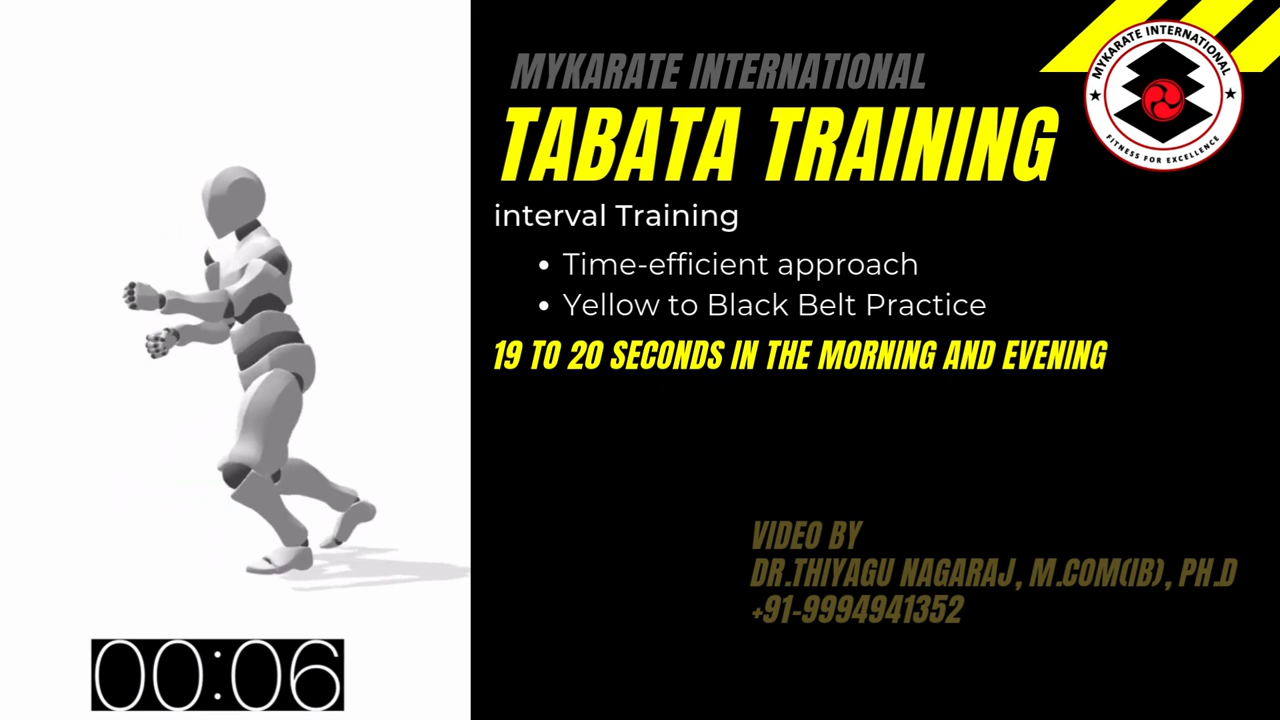 MYKARATE INTERNATIONAL
TABATA TRAINING
interval Training
• Time-efficient approach
• Yellow to Black Belt Practice
19 TO 20 SECONDS IN THE MORNING AND EVENING
MYKARATE INTERNATIONAL
FITNESS FOR EXCELLENCE
VIDEO BY
DR.THIYAGU NAGARAJ, M.COM(IB), PH.D
+91-9994941352
00:06